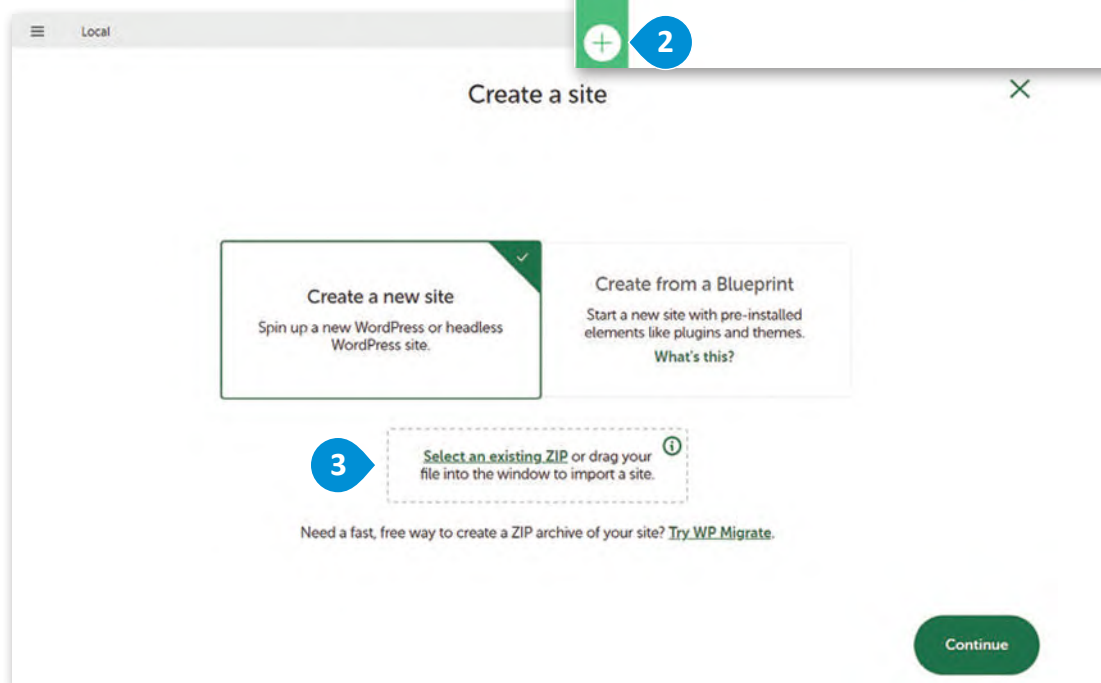 Local
2
Create a site
Create a new site
Spin up a new WordPress or headless
WordPress site.
Create from a Blueprint
Start a new site with pre-installed
elements like plugins and themes.
What's this?
3
Select an existing ZIP or drag your
file into the window to import a site.
Need a fast, free way to create a ZIP archive of your site? Try WP Migrate.
Continue